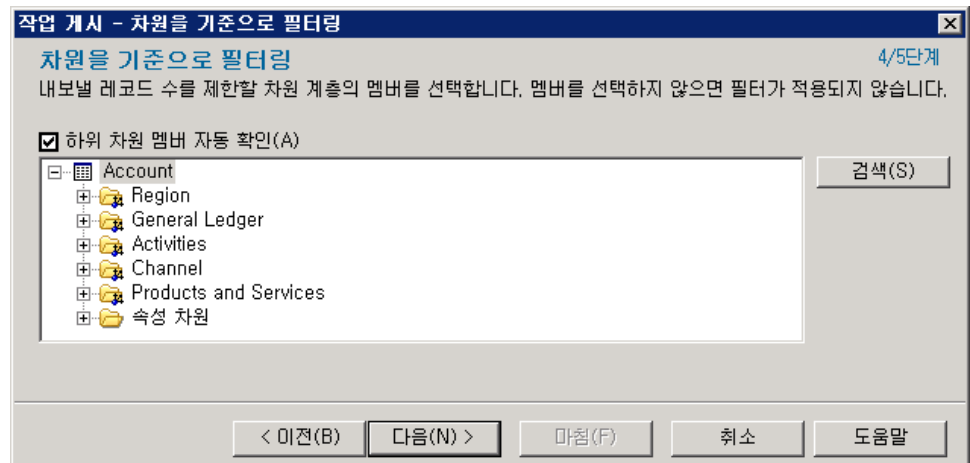 작업 게시 - 차원을 기준으로 필터링
차원을 기준으로 필터링
4/5단계
내보낼 레코드 수를 제한할 차원 계층의 멤버를 선택합니다. 멤버를 선택하지 않으면 필터가 적용되지 않습니다.
하위 차원 멤버 자동 확인(A)
Account
검색(S)
Region
General Ledger
Activities
Channel
Products and Services
속성 차원
< 이전(B)
다음(N) >
마침(F)
취소
도움말